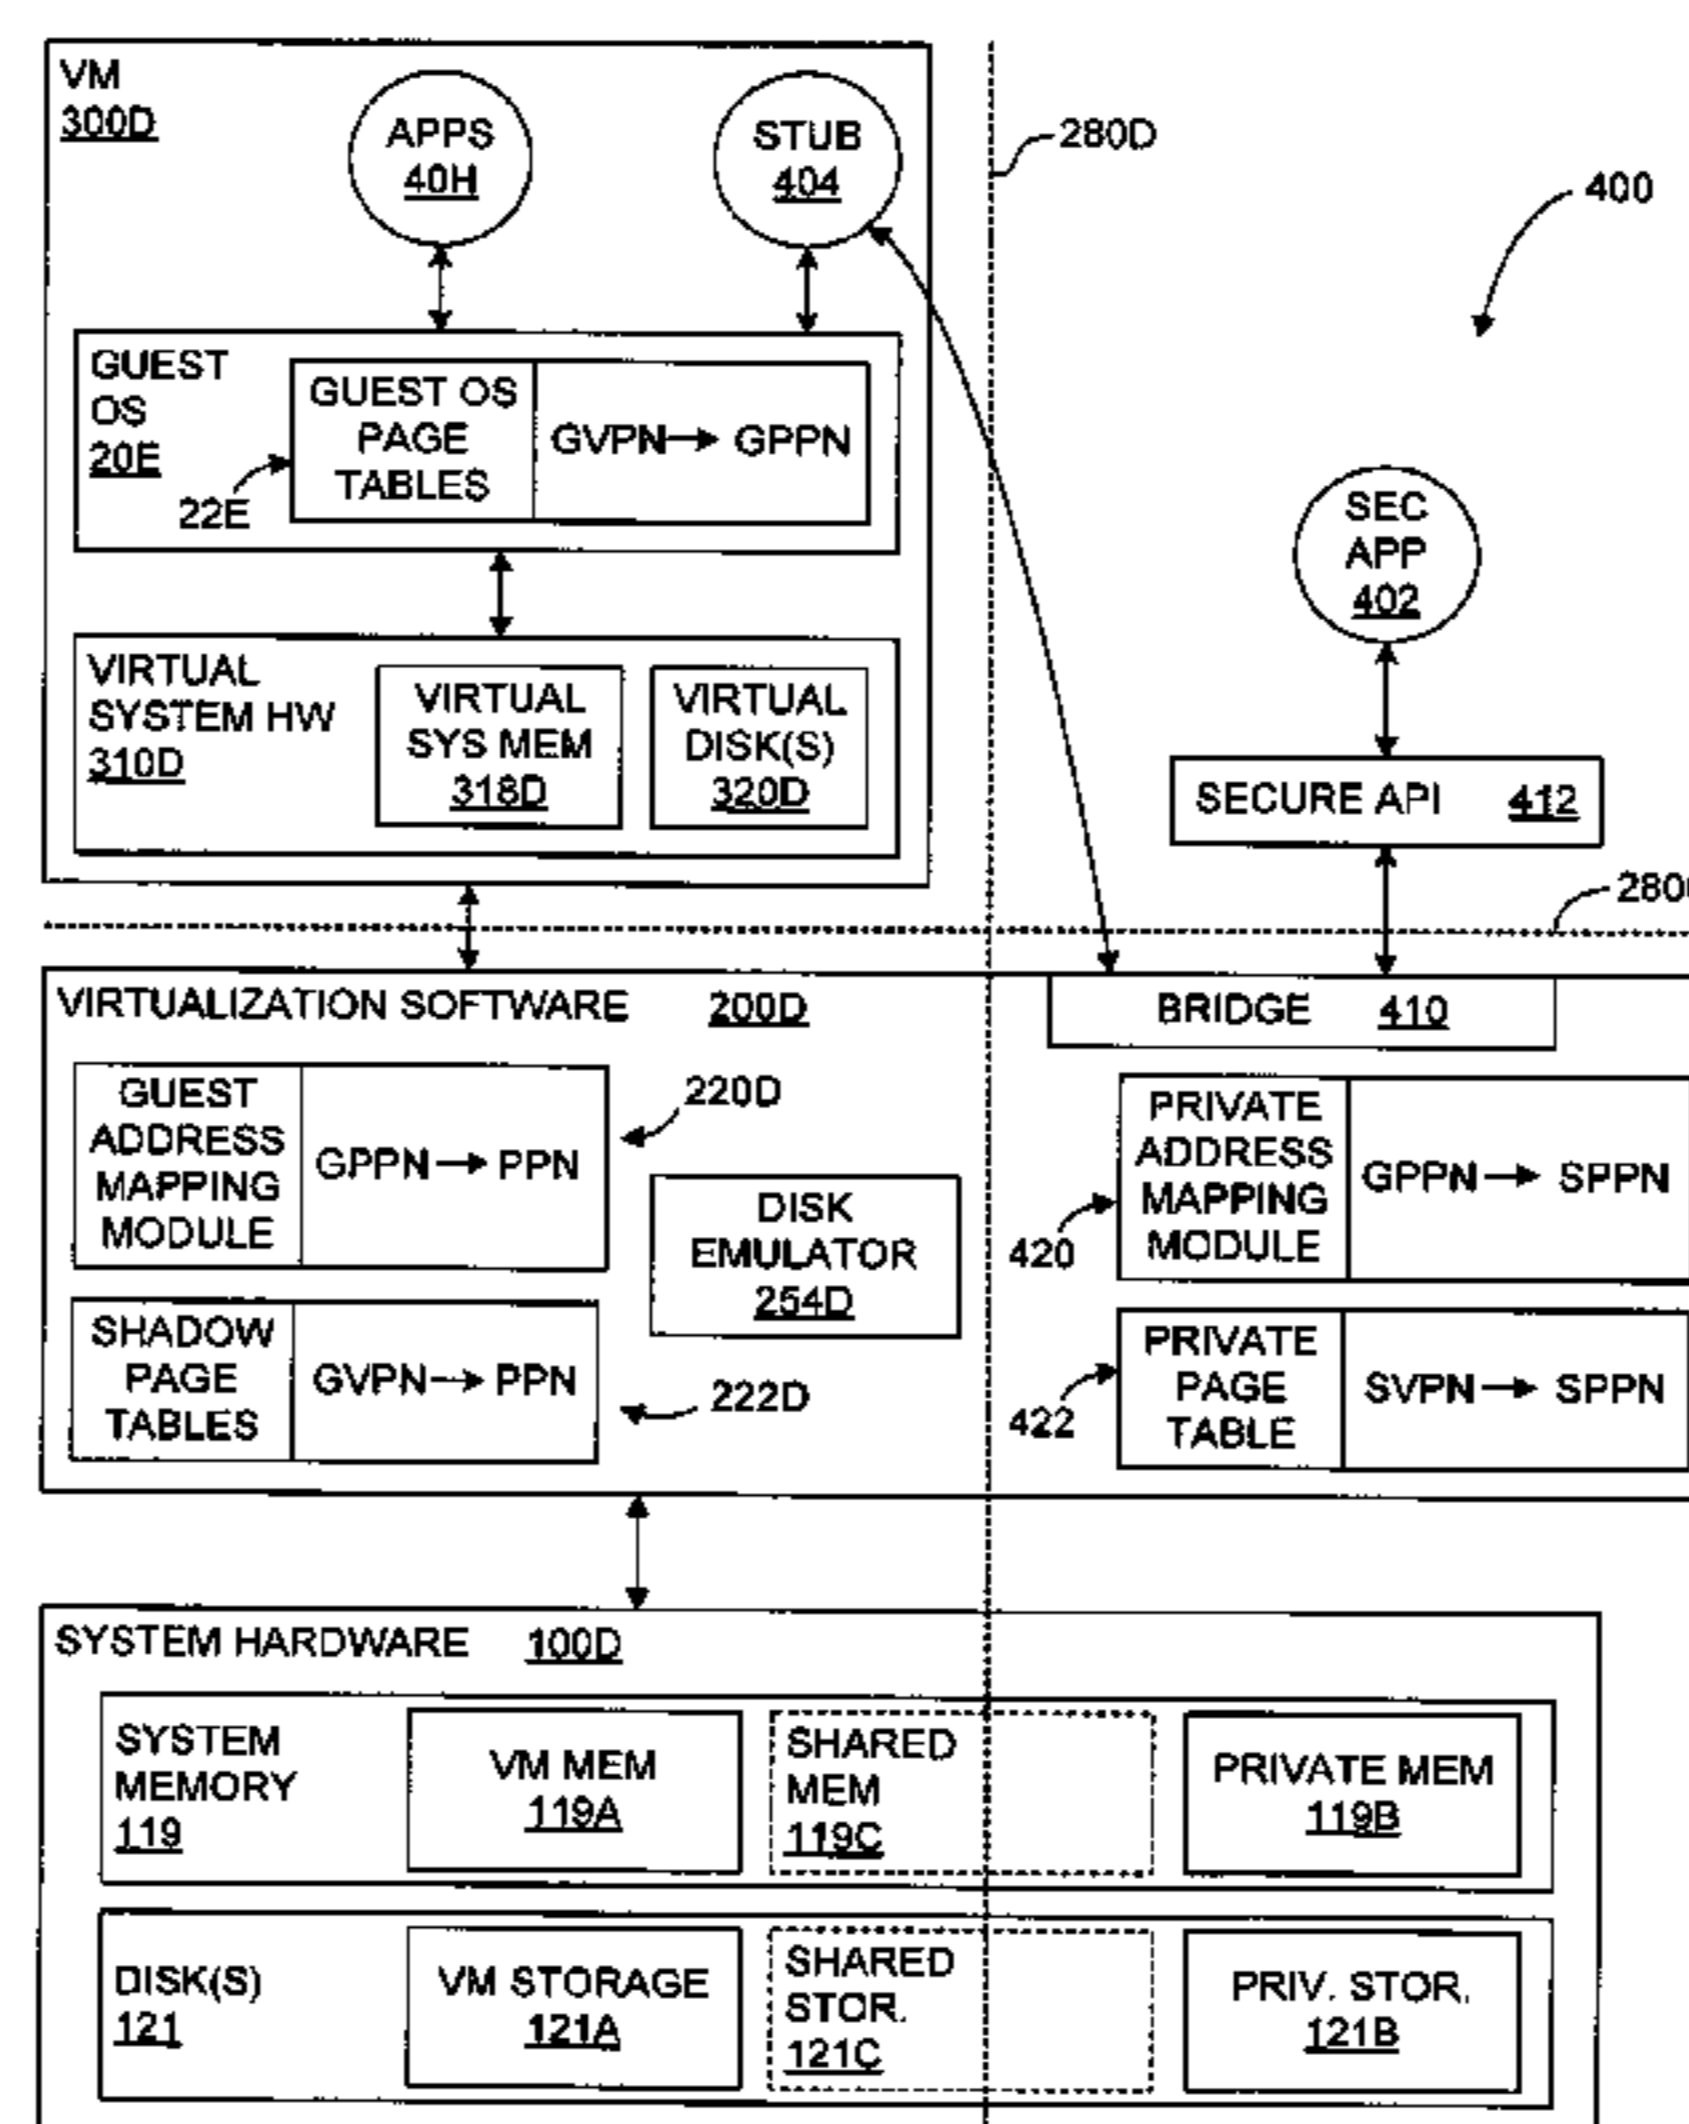 VM
300D
APPS
40H
STUB
404
280D
400
GUEST
OS
20E
22E
GUEST OS
PAGE
TABLES
GVPN → GPPN
SEC
APP
402
VIRTUAL
SYSTEM HW
310D
VIRTUAL
SYS MEM
318D
VIRTUAL
DISK(S)
320D
SECURE API 412
VIRTUALIZATION SOFTWARE 200D
BRIDGE 410
GUEST
ADDRESS
MAPPING
MODULE
GPPN → PPN
220D
DISK
EMULATOR
254D
PRIVATE
ADDRESS
MAPPING
MODULE
GPPN → SPPN
420
SHADOW
PAGE
TABLES
GVPN → PPN
222D
PRIVATE
PAGE
TABLE
SVPN → SPPN
422
SYSTEM HARDWARE 100D
SYSTEM
MEMORY
119
VM MEM
119A
SHARED
MEM
119C
PRIVATE MEM
119B
DISK(S)
121
VM STORAGE
121A
SHARED
STOR.
121C
PRIV. STOR.
121B